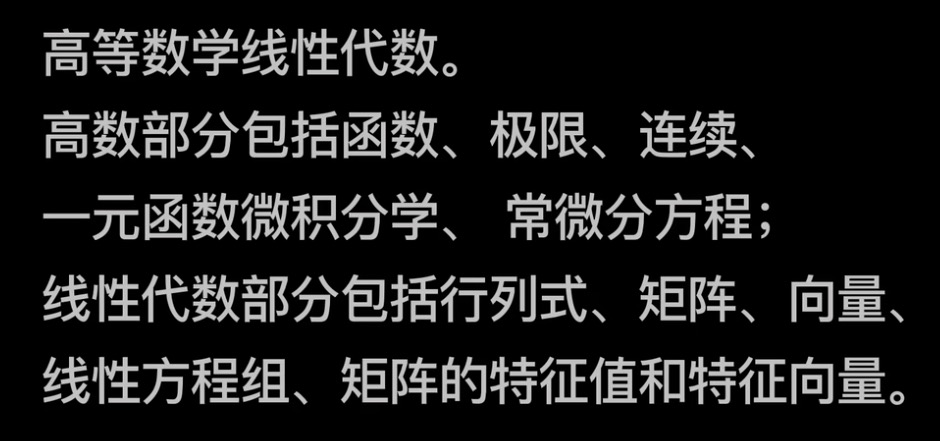 高等数学线性代数。
高数部分包括函数、极限、连续、
一元函数微积分学、 常微分方程；
线性代数部分包括行列式、矩阵、向量、
线性方程组、矩阵的特征值和特征向量。